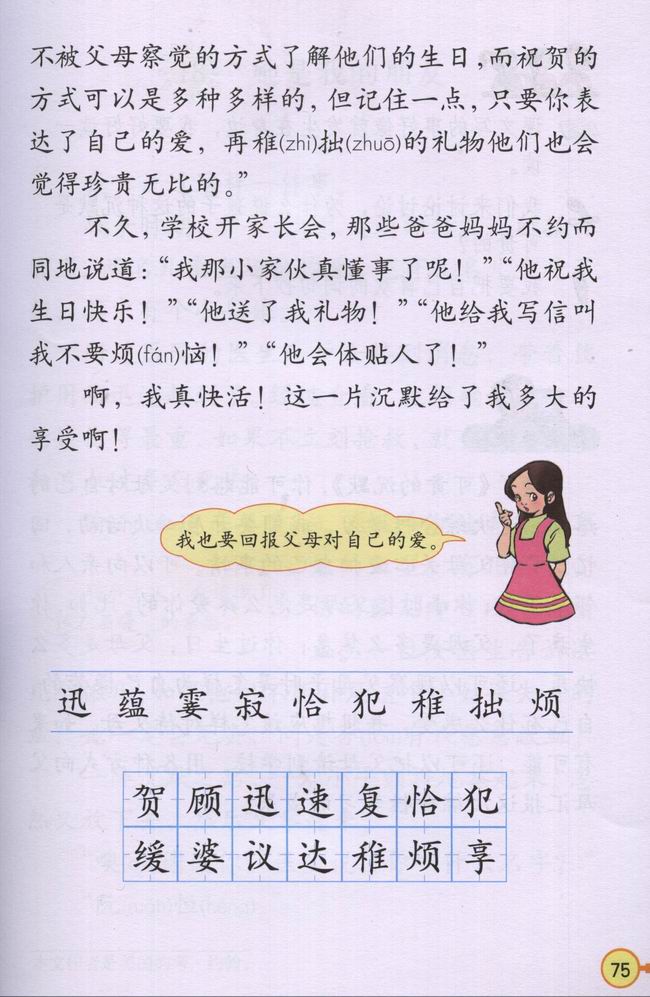 不被父母察觉的方式了解他们的生日,而祝贺的
方式可以是多种多样的，但记住一点，只要你表
达了自己的爱，再稚(zhì)拙(zhuō)的礼物他们也会
觉得珍贵无比的。”
不久，学校开家长会，那些爸爸妈妈不约而
同地说道：“我那小家伙真懂事了呢！”“他祝我
生日快乐！”“他送了我礼物！”“他给我写信叫
我不要烦(fán)恼！”“他会体贴人了！”
啊，我真快活！这一片沉默给了我多大的
享受啊！
我也要回报父母对自己的爱。
迅 蕴 霎 寂 恰 犯 稚 拙 烦
贺 顾 迅 速 复 恰 犯
缓 婆 议 达 稚 烦 享
75